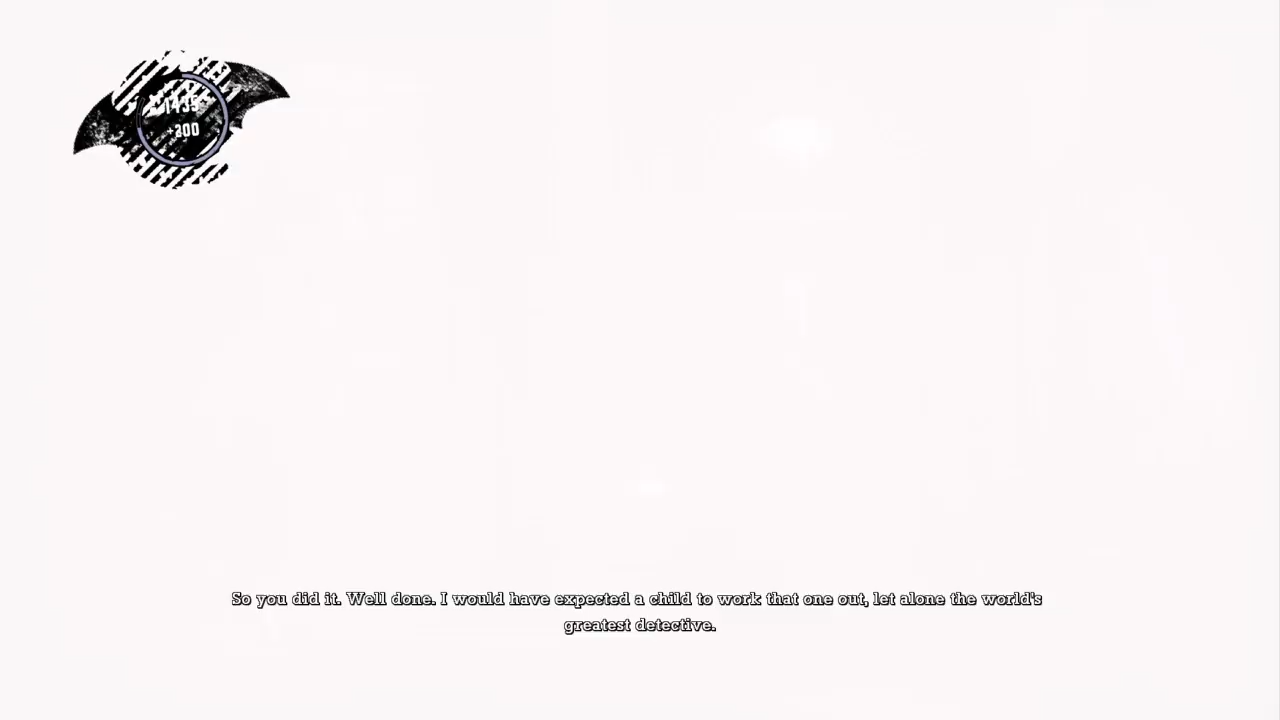 +200
So you did it. Well done. I would have expected a child to work that one out, let alone the world's
greatest detective.